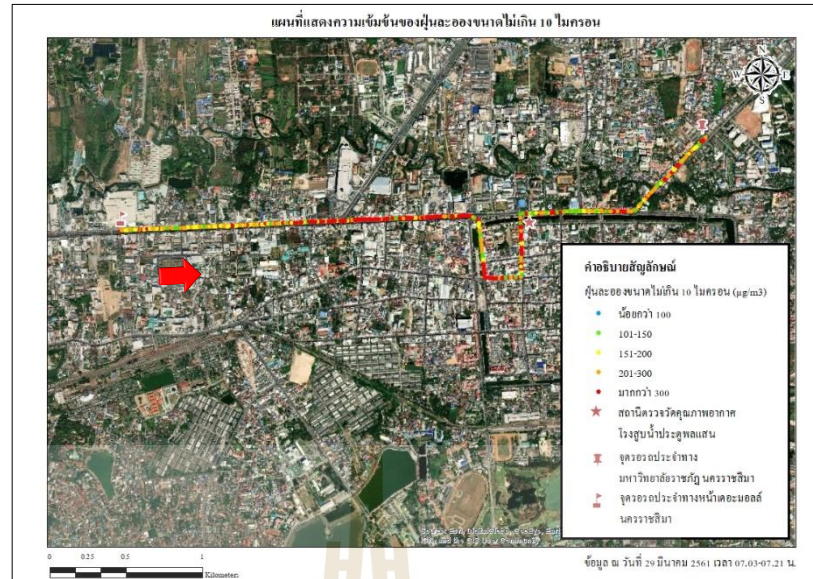 แผนที่แสดงความเข้มข้นของฝุ่นละอองขนาดไม่เกิน 10 ไมครอน
N
W E
S
คำอธิบายสัญลักษณ์
ฝุ่นละอองขนาดไม่เกิน 10 ไมครอน (µg/m3)
น้อยกว่า 100
101-150
151-200
201-300
มากกว่า 300
สถานีตรวจวัดคุณภาพอากาศ
โรงสูบน้ำประตูพลแสน
จุดรอรถประจำทาง
มหาวิทยาลัยราชภัฏ นครราชสีมา
จุดรอรถประจำทางหน้าเดอะมอลล์
นครราชสีมา
0 0.25 0.5 1
Kilometers
ข้อมูล ณ วันที่ 29 มีนาคม 2561 เวลา 07.03-07.21 น.